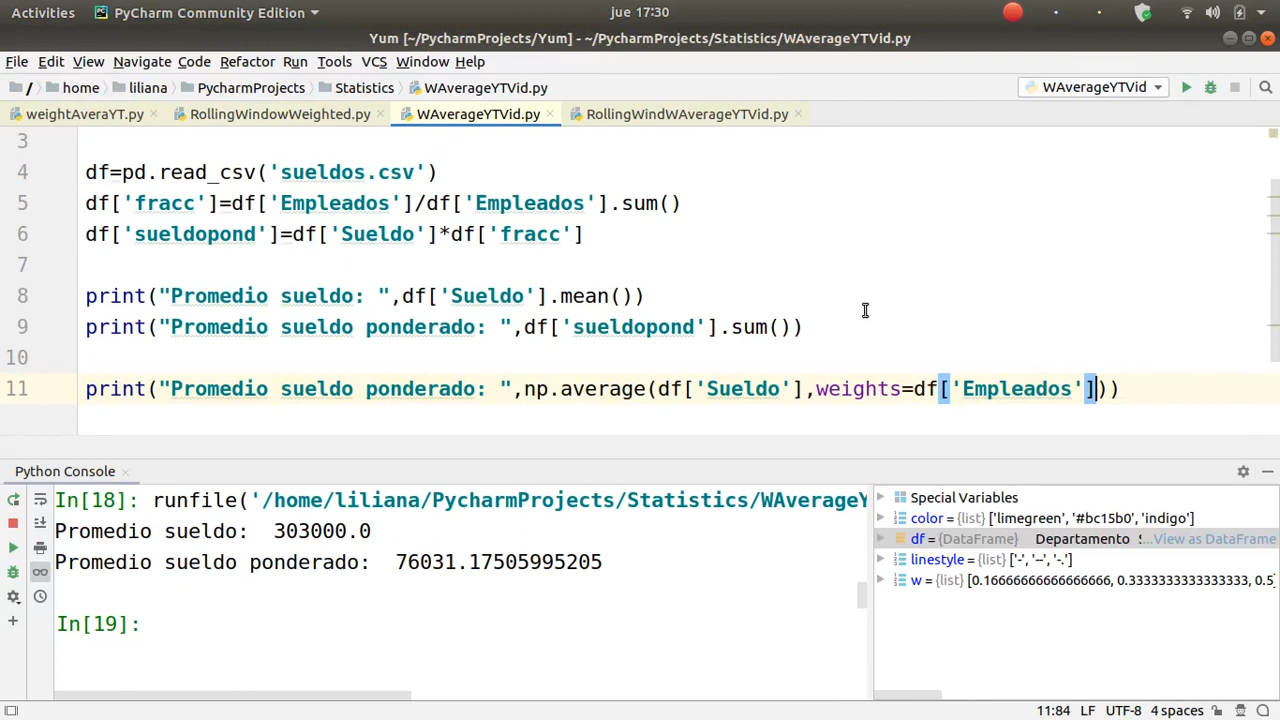 Activities PyCharm Community Edition jue 17:30
Yum [~/PycharmProjects/Yum] - ~/PycharmProjects/Statistics/WAverageYTVid.py
File Edit View Navigate Code Refactor Run Tools VCS Window Help
/ home liliana PycharmProjects Statistics WAverageYTVid.py WAverageYTVid
weightAveraYT.py RollingWindowWeighted.py WAverageYTVid.py RollingWindWAverageYTVid.py
3
4 df=pd.read_csv('sueldos.csv')
5 df['fracc']=df['Empleados']/df['Empleados'].sum()
6 df['sueldopond']=df['Sueldo']*df['fracc']
7
8 print("Promedio sueldo: ",df['Sueldo'].mean())
9 print("Promedio sueldo ponderado: ",df['sueldopond'].sum())
10
11 print("Promedio sueldo ponderado: ",np.average(df['Sueldo'],weights=df['Empleados']))
Python Console
In[18]: runfile('/home/liliana/PycharmProjects/Statistics/WAverageY
Promedio sueldo:  303000.0
Promedio sueldo ponderado:  76031.17505995205
In[19]:
Special Variables
color = {list} ['limegreen', '#bc15b0', 'indigo']
df = {DataFrame} Departamento ...View as DataFrame
linestyle = {list} ['-', '--', '-.']
w = {list} [0.16666666666666666, 0.3333333333333333, 0.5]
11:84 LF UTF-8 4 spaces